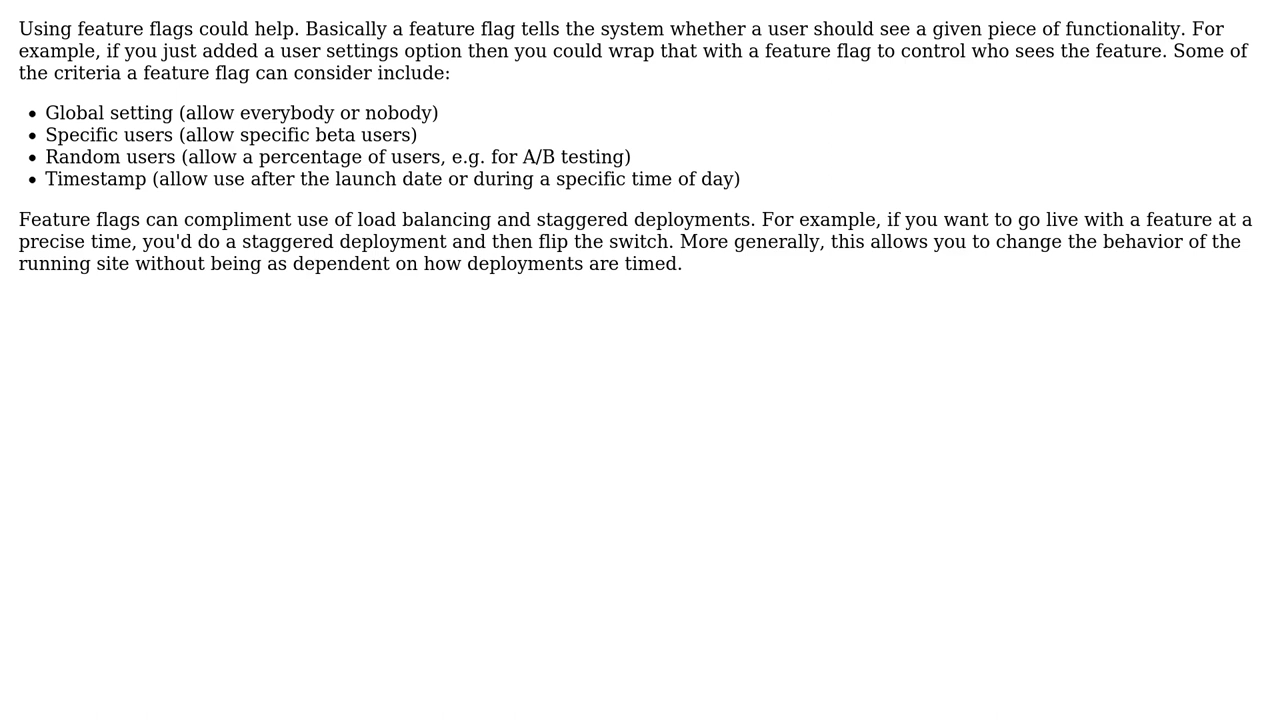 Using feature flags could help. Basically a feature flag tells the system whether a user should see a given piece of functionality. For
example, if you just added a user settings option then you could wrap that with a feature flag to control who sees the feature. Some of
the criteria a feature flag can consider include:
• Global setting (allow everybody or nobody)
• Specific users (allow specific beta users)
• Random users (allow a percentage of users, e.g. for A/B testing)
• Timestamp (allow use after the launch date or during a specific time of day)
Feature flags can compliment use of load balancing and staggered deployments. For example, if you want to go live with a feature at a
precise time, you'd do a staggered deployment and then flip the switch. More generally, this allows you to change the behavior of the
running site without being as dependent on how deployments are timed.